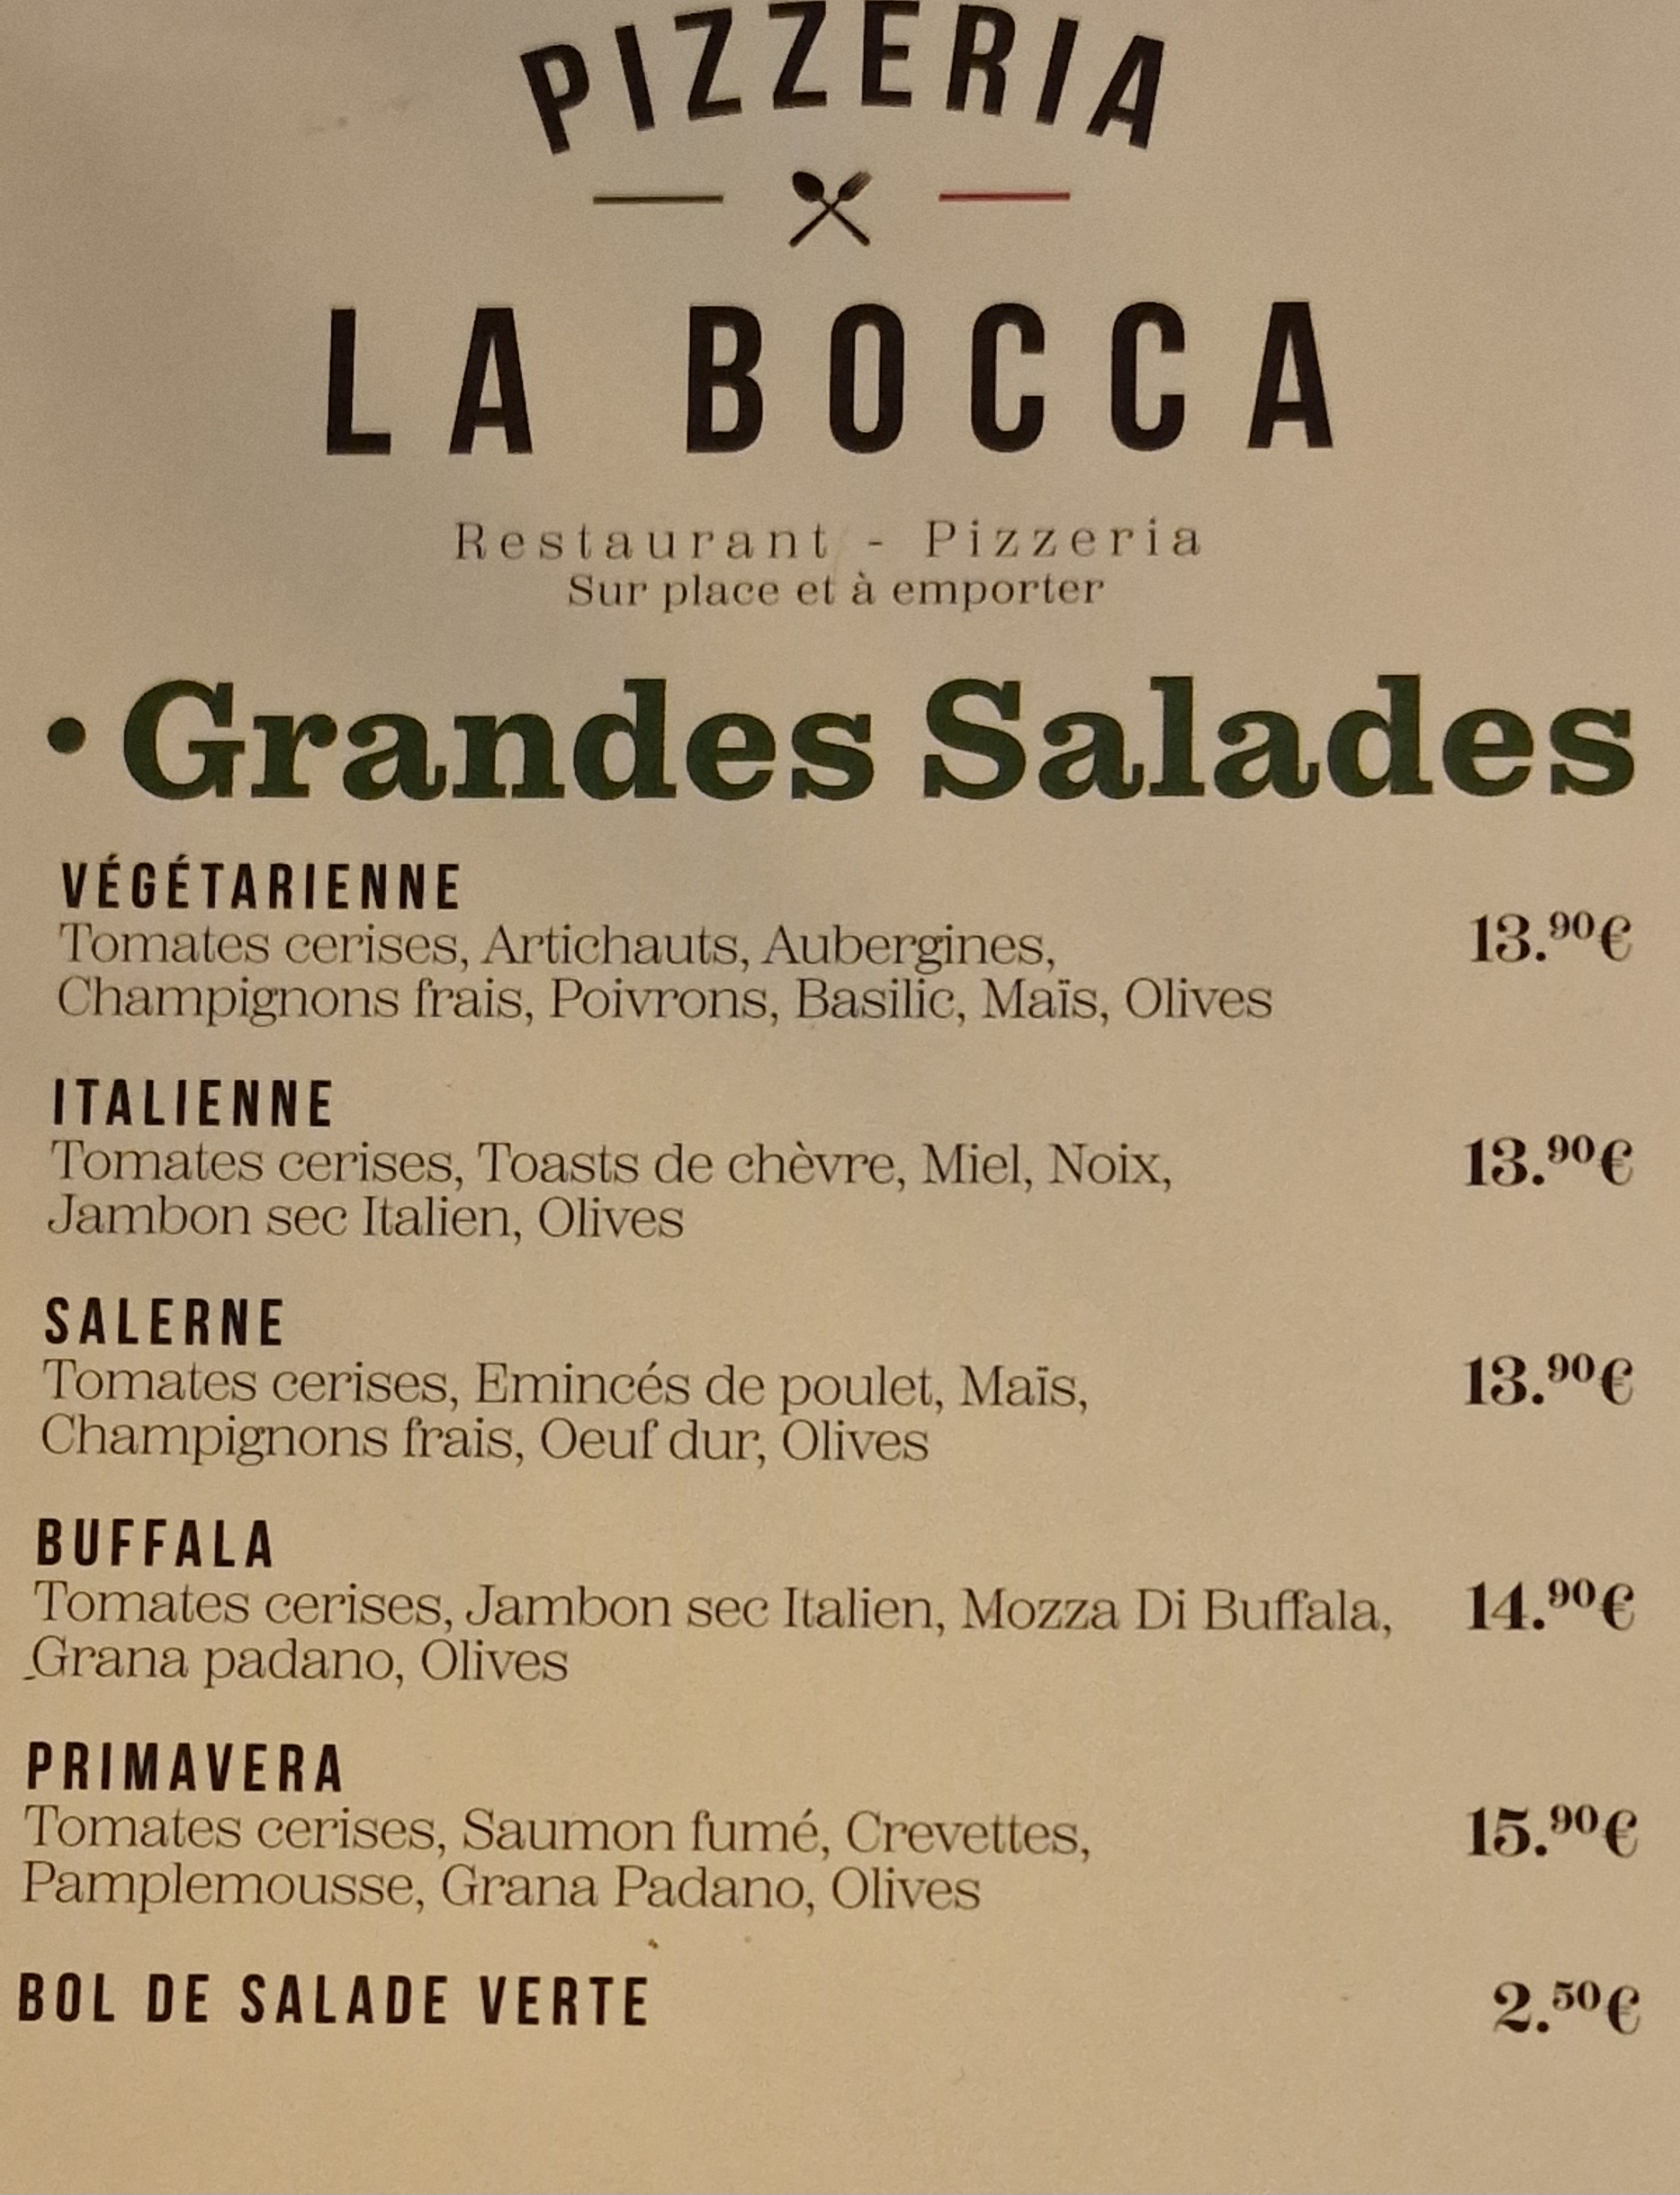 PIZZERIA
LA BOCCA
Restaurant - Pizzeria
Sur place et à emporter
• Grandes Salades
VÉGÉTARIENNE
Tomates cerises, Artichauts, Aubergines, 13.90€
Champignons frais, Poivrons, Basilic, Maïs, Olives
ITALIENNE
Tomates cerises, Toasts de chèvre, Miel, Noix, 13.90€
Jambon sec Italien, Olives
SALERNE
Tomates cerises, Emincés de poulet, Maïs, 13.90€
Champignons frais, Oeuf dur, Olives
BUFFALA
Tomates cerises, Jambon sec Italien, Mozza Di Buffala, 14.90€
Grana padano, Olives
PRIMAVERA
Tomates cerises, Saumon fumé, Crevettes, 15.90€
Pamplemousse, Grana Padano, Olives
BOL DE SALADE VERTE 2.50€